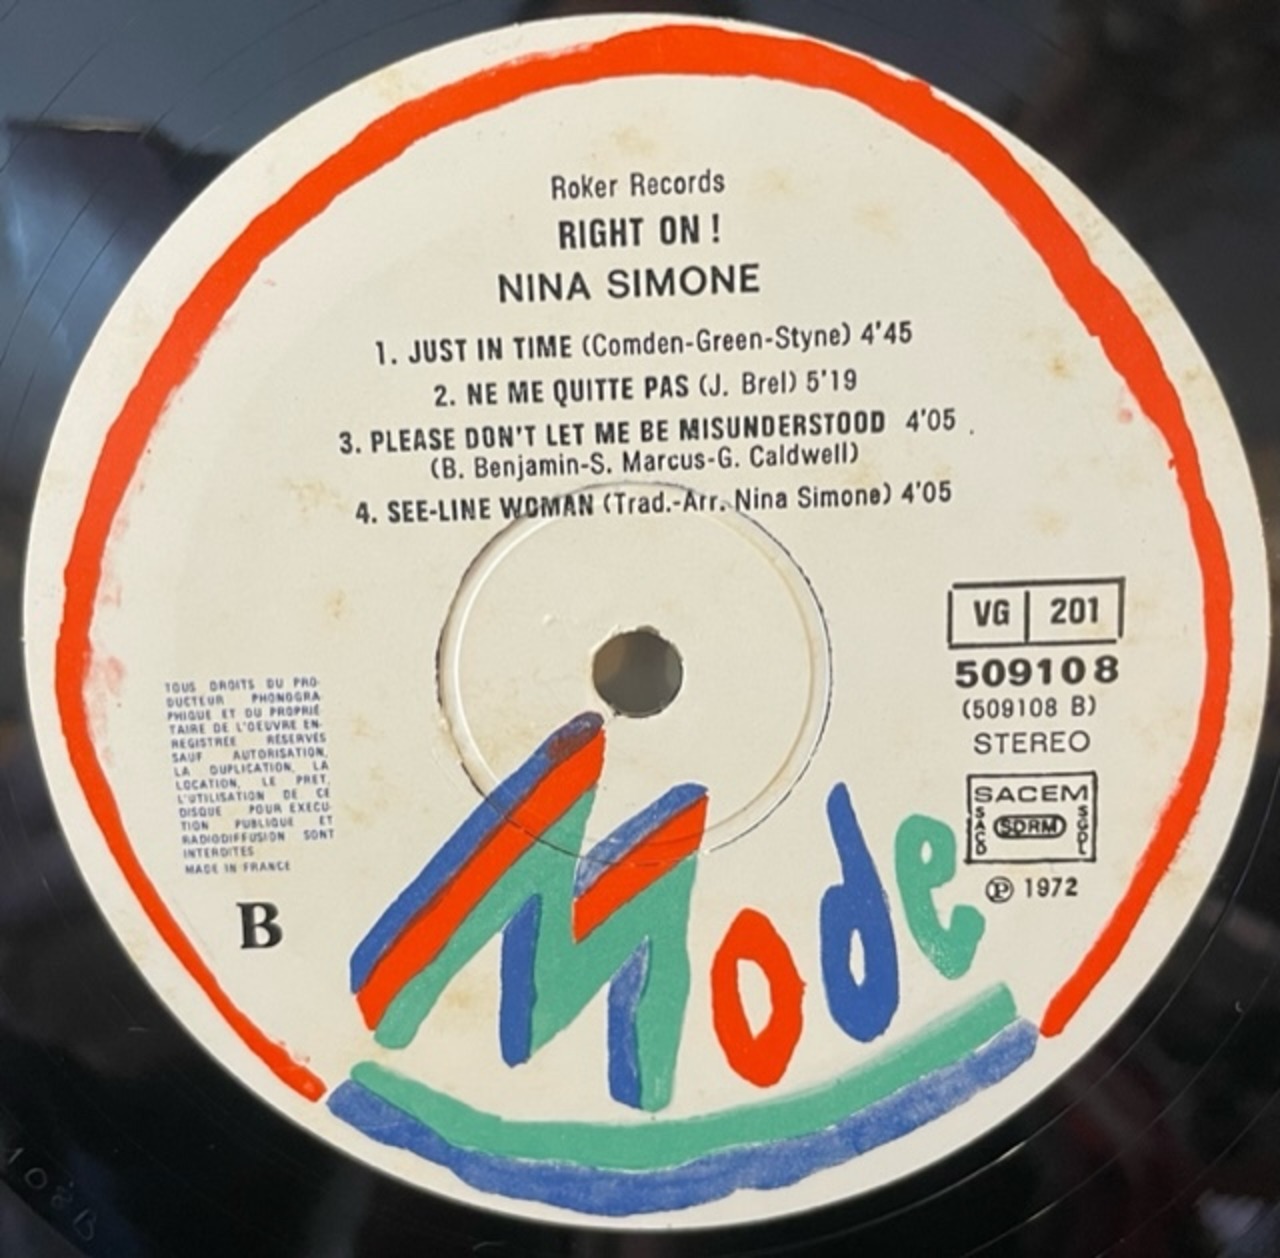 Roker Records
RIGHT ON !
NINA SIMONE
1. JUST IN TIME (Comden-Green-Styne) 4'45
2. NE ME QUITTE PAS (J. Brel) 5'19
3. PLEASE DON'T LET ME BE MISUNDERSTOOD 4'05 .
(B. Benjamin-S. Marcus-G. Caldwell)
4. SEE-LINE WOMAN (Trad.-Arr. Nina Simone) 4'05
VG 201
509108
(509108 B)
STEREO
SACEM
SACD SDRM SGDL
℗ 1972
TOUS DROITS DU PRO-
DUCTEUR PHONOGRA-
PHIQUE ET DU PROPRIÉ-
TAIRE DE L'OEUVRE EN-
REGISTRÉE RÉSERVÉS
SAUF AUTORISATION,
LA DUPLICATION, LA
LOCATION, LE PRET,
L'UTILISATION DE CE
DISQUE POUR EXECU-
TION PUBLIQUE ET
RADIODIFFUSION SONT
INTERDITES
MADE IN FRANCE
B
Mode
108B